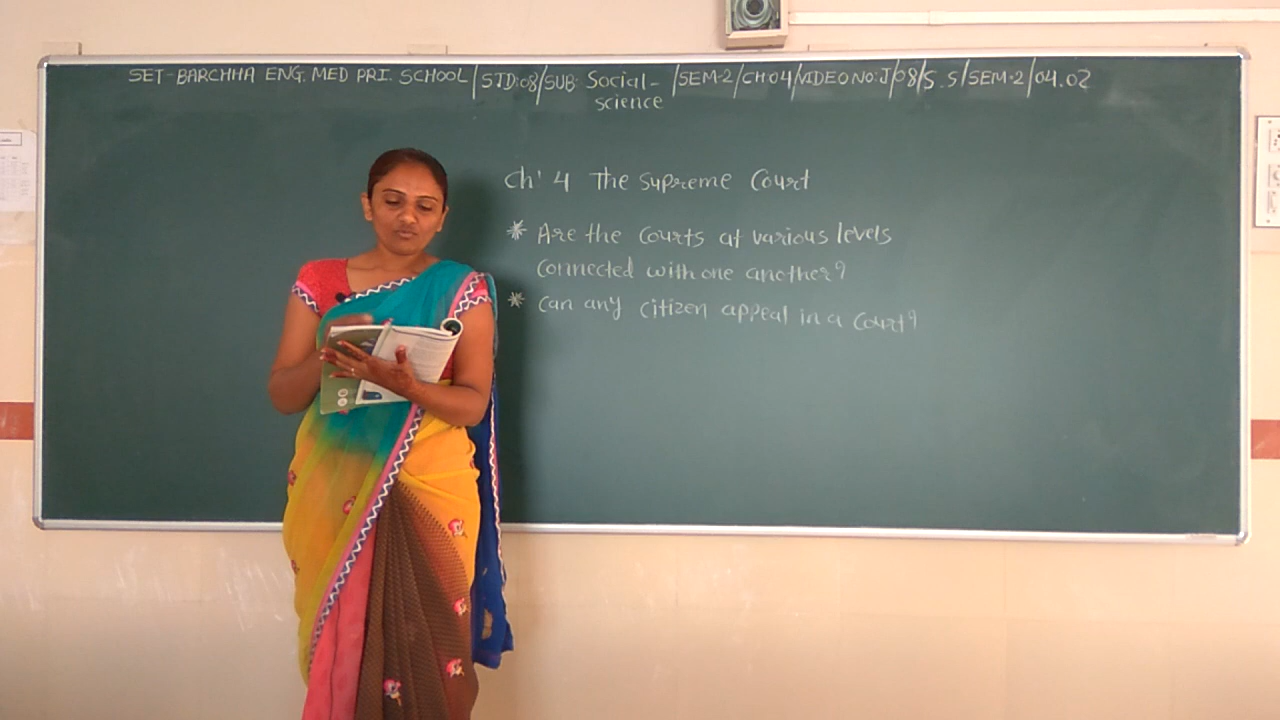 SET-BARCHHA ENG. MED PRI. SCHOOL / STD:08/SUB: Social- /SEM-2/CH:04/VIDEO NO: J/08/S.S/SEM-2/04.02
science
Ch' 4 The Supreme Court
* Are the Courts at various levels
Connected with one another?
* Can any citizen appeal in a Court?